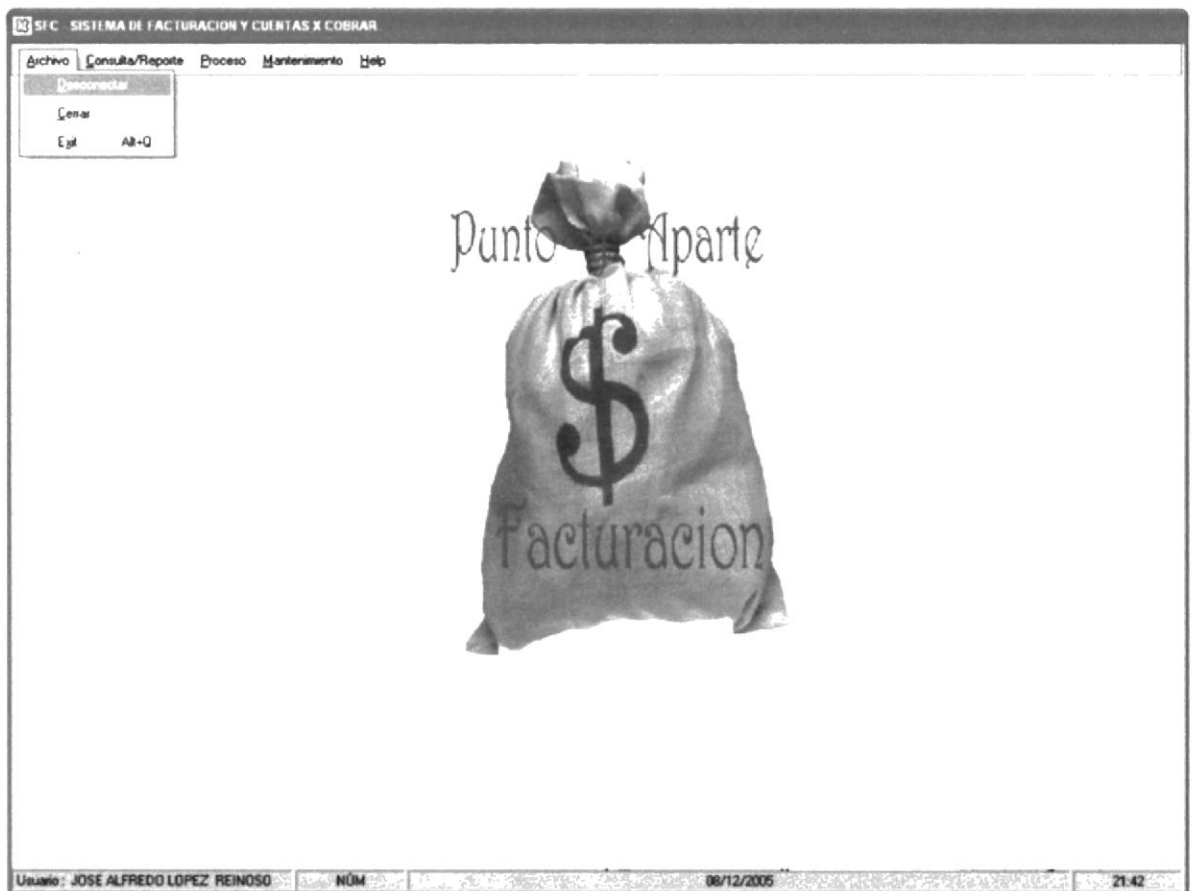 SFC - SISTEMA DE FACTURACION Y CUENTAS X COBRAR
Archivo Consulta/Reporte Proceso Mantenimiento Help
Desconectar
Cerrar
Exit Alt+Q
Punto Aparte
$
Facturacion
Usuario : JOSE ALFREDO LOPEZ REINOSO NÚM 08/12/2005 21:42